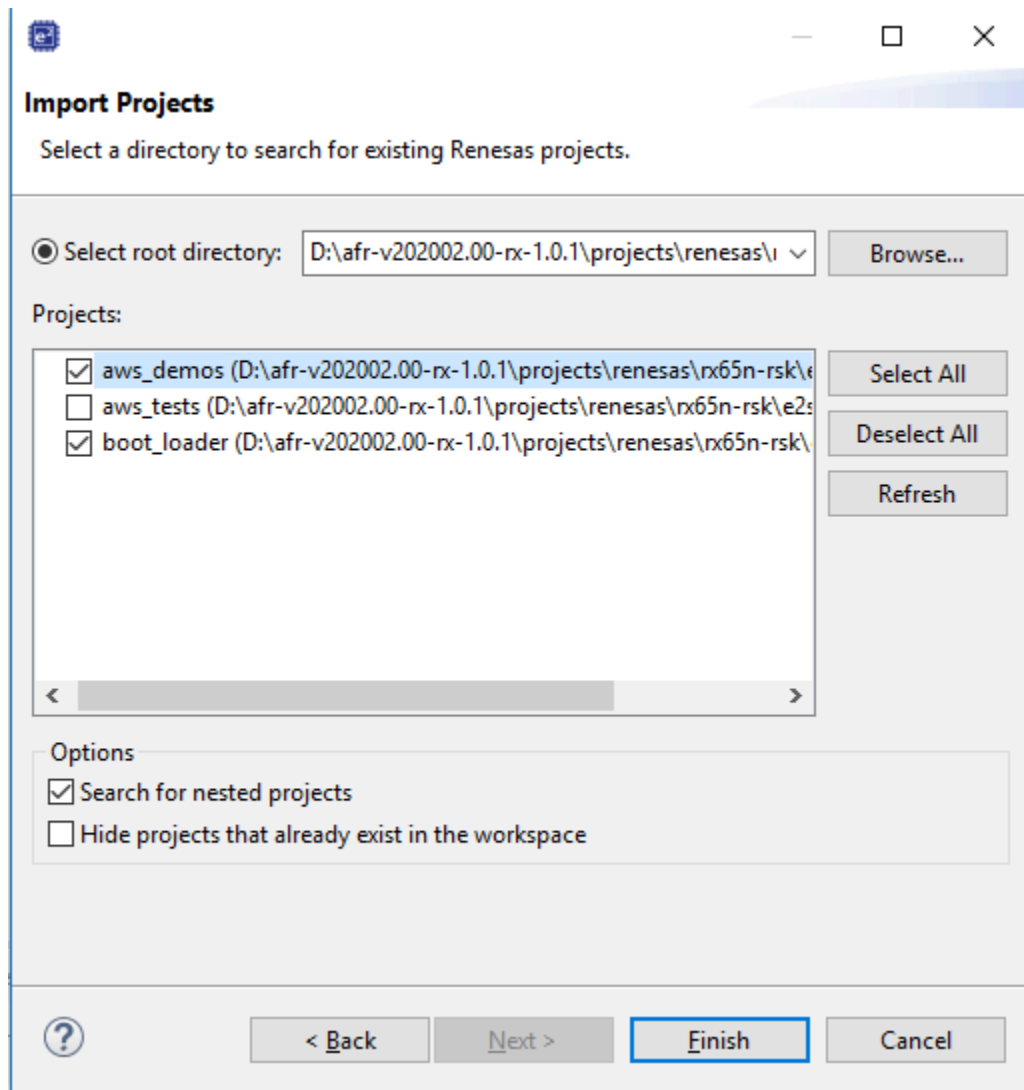 e²
Import Projects
Select a directory to search for existing Renesas projects.
Select root directory: D:\afr-v202002.00-rx-1.0.1\projects\renesas\r Browse...
Projects:
aws_demos (D:\afr-v202002.00-rx-1.0.1\projects\renesas\rx65n-rsk\e Select All
aws_tests (D:\afr-v202002.00-rx-1.0.1\projects\renesas\rx65n-rsk\e2s Deselect All
boot_loader (D:\afr-v202002.00-rx-1.0.1\projects\renesas\rx65n-rsk\ Refresh
Options
Search for nested projects
Hide projects that already exist in the workspace
? < Back Next > Finish Cancel